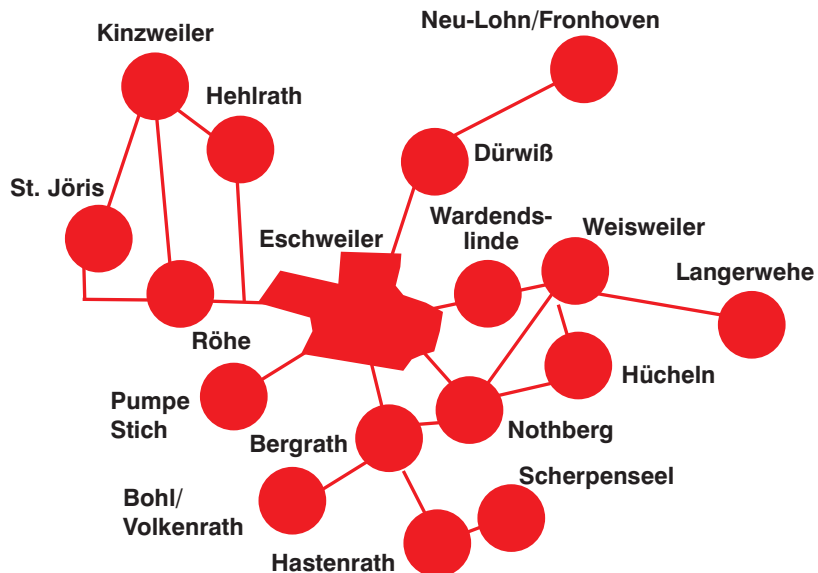 Neu-Lohn/Fronhoven
Kinzweiler
Hehlrath
Dürwiß
St. Jöris
Wardends-
linde
Weisweiler
Eschweiler
Langerwehe
Röhe
Hücheln
Pumpe
Stich
Bergrath
Nothberg
Scherpenseel
Bohl/
Volkenrath
Hastenrath